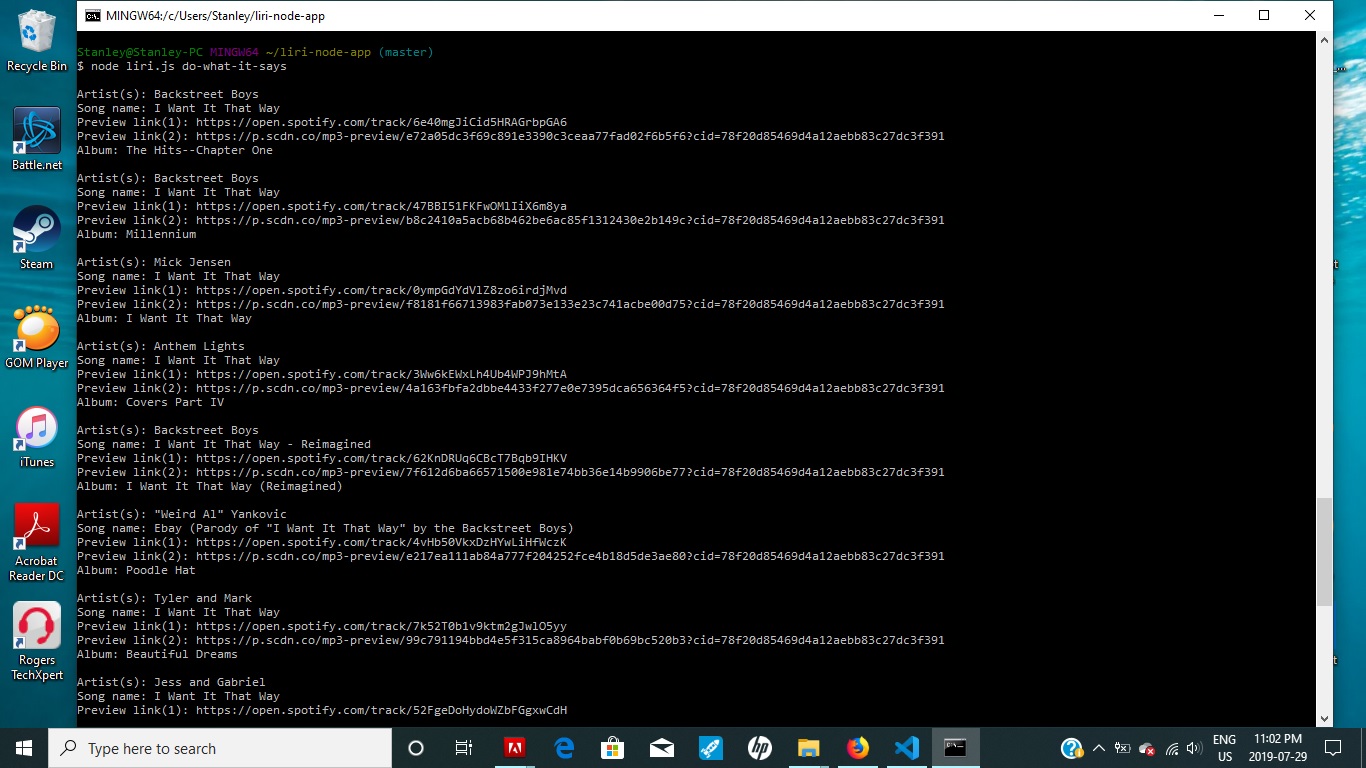 MINGW64:/c/Users/Stanley/liri-node-app
Stanley@Stanley-PC MINGW64 ~/liri-node-app (master)
$ node liri.js do-what-it-says
Artist(s): Backstreet Boys
Song name: I Want It That Way
Preview link(1): https://open.spotify.com/track/6e40mgJiCid5HRAGrbpGA6
Preview link(2): https://p.scdn.co/mp3-preview/e72a05dc3f69c891e3390c3ceaa77fad02f6b5f6?cid=78f20d85469d4a12aebb83c27dc3f391
Album: The Hits--Chapter One
Artist(s): Backstreet Boys
Song name: I Want It That Way
Preview link(1): https://open.spotify.com/track/47BBI51FKFwOMlIiX6m8ya
Preview link(2): https://p.scdn.co/mp3-preview/b8c2410a5acb68b462be6ac85f1312430e2b149c?cid=78f20d85469d4a12aebb83c27dc3f391
Album: Millennium
Artist(s): Mick Jensen
Song name: I Want It That Way
Preview link(1): https://open.spotify.com/track/0ympGdYdVlZ8zo6irdjMvd
Preview link(2): https://p.scdn.co/mp3-preview/f8181f66713983fab073e133e23c741acbe00d75?cid=78f20d85469d4a12aebb83c27dc3f391
Album: I Want It That Way
Artist(s): Anthem Lights
Song name: I Want It That Way
Preview link(1): https://open.spotify.com/track/3Ww6kEWxLh4Ub4WPJ9hMtA
Preview link(2): https://p.scdn.co/mp3-preview/4a163fbfa2dbbe4433f277e0e7395dca656364f5?cid=78f20d85469d4a12aebb83c27dc3f391
Album: Covers Part IV
Artist(s): Backstreet Boys
Song name: I Want It That Way - Reimagined
Preview link(1): https://open.spotify.com/track/62KnDRUq6CBcT7Bqb9IHKV
Preview link(2): https://p.scdn.co/mp3-preview/7f612d6ba66571500e981e74bb36e14b9906be77?cid=78f20d85469d4a12aebb83c27dc3f391
Album: I Want It That Way (Reimagined)
Artist(s): "Weird Al" Yankovic
Song name: Ebay (Parody of "I Want It That Way" by the Backstreet Boys)
Preview link(1): https://open.spotify.com/track/4vHb50VkxDzHYwLiHfWczK
Preview link(2): https://p.scdn.co/mp3-preview/e217ea111ab84a777f204252fce4b18d5de3ae80?cid=78f20d85469d4a12aebb83c27dc3f391
Album: Poodle Hat
Artist(s): Tyler and Mark
Song name: I Want It That Way
Preview link(1): https://open.spotify.com/track/7k52T0b1v9ktm2gJwlO5yy
Preview link(2): https://p.scdn.co/mp3-preview/99c791194bbd4e5f315ca8964babf0b69bc520b3?cid=78f20d85469d4a12aebb83c27dc3f391
Album: Beautiful Dreams
Artist(s): Jess and Gabriel
Song name: I Want It That Way
Preview link(1): https://open.spotify.com/track/52FgeDoHydoWZbFGgxwCdH
Recycle Bin
Battle.net
Steam
GOM Player
iTunes
Acrobat
Reader DC
Rogers
TechXpert
Type here to search
hp
ENG
US
11:02 PM
2019-07-29